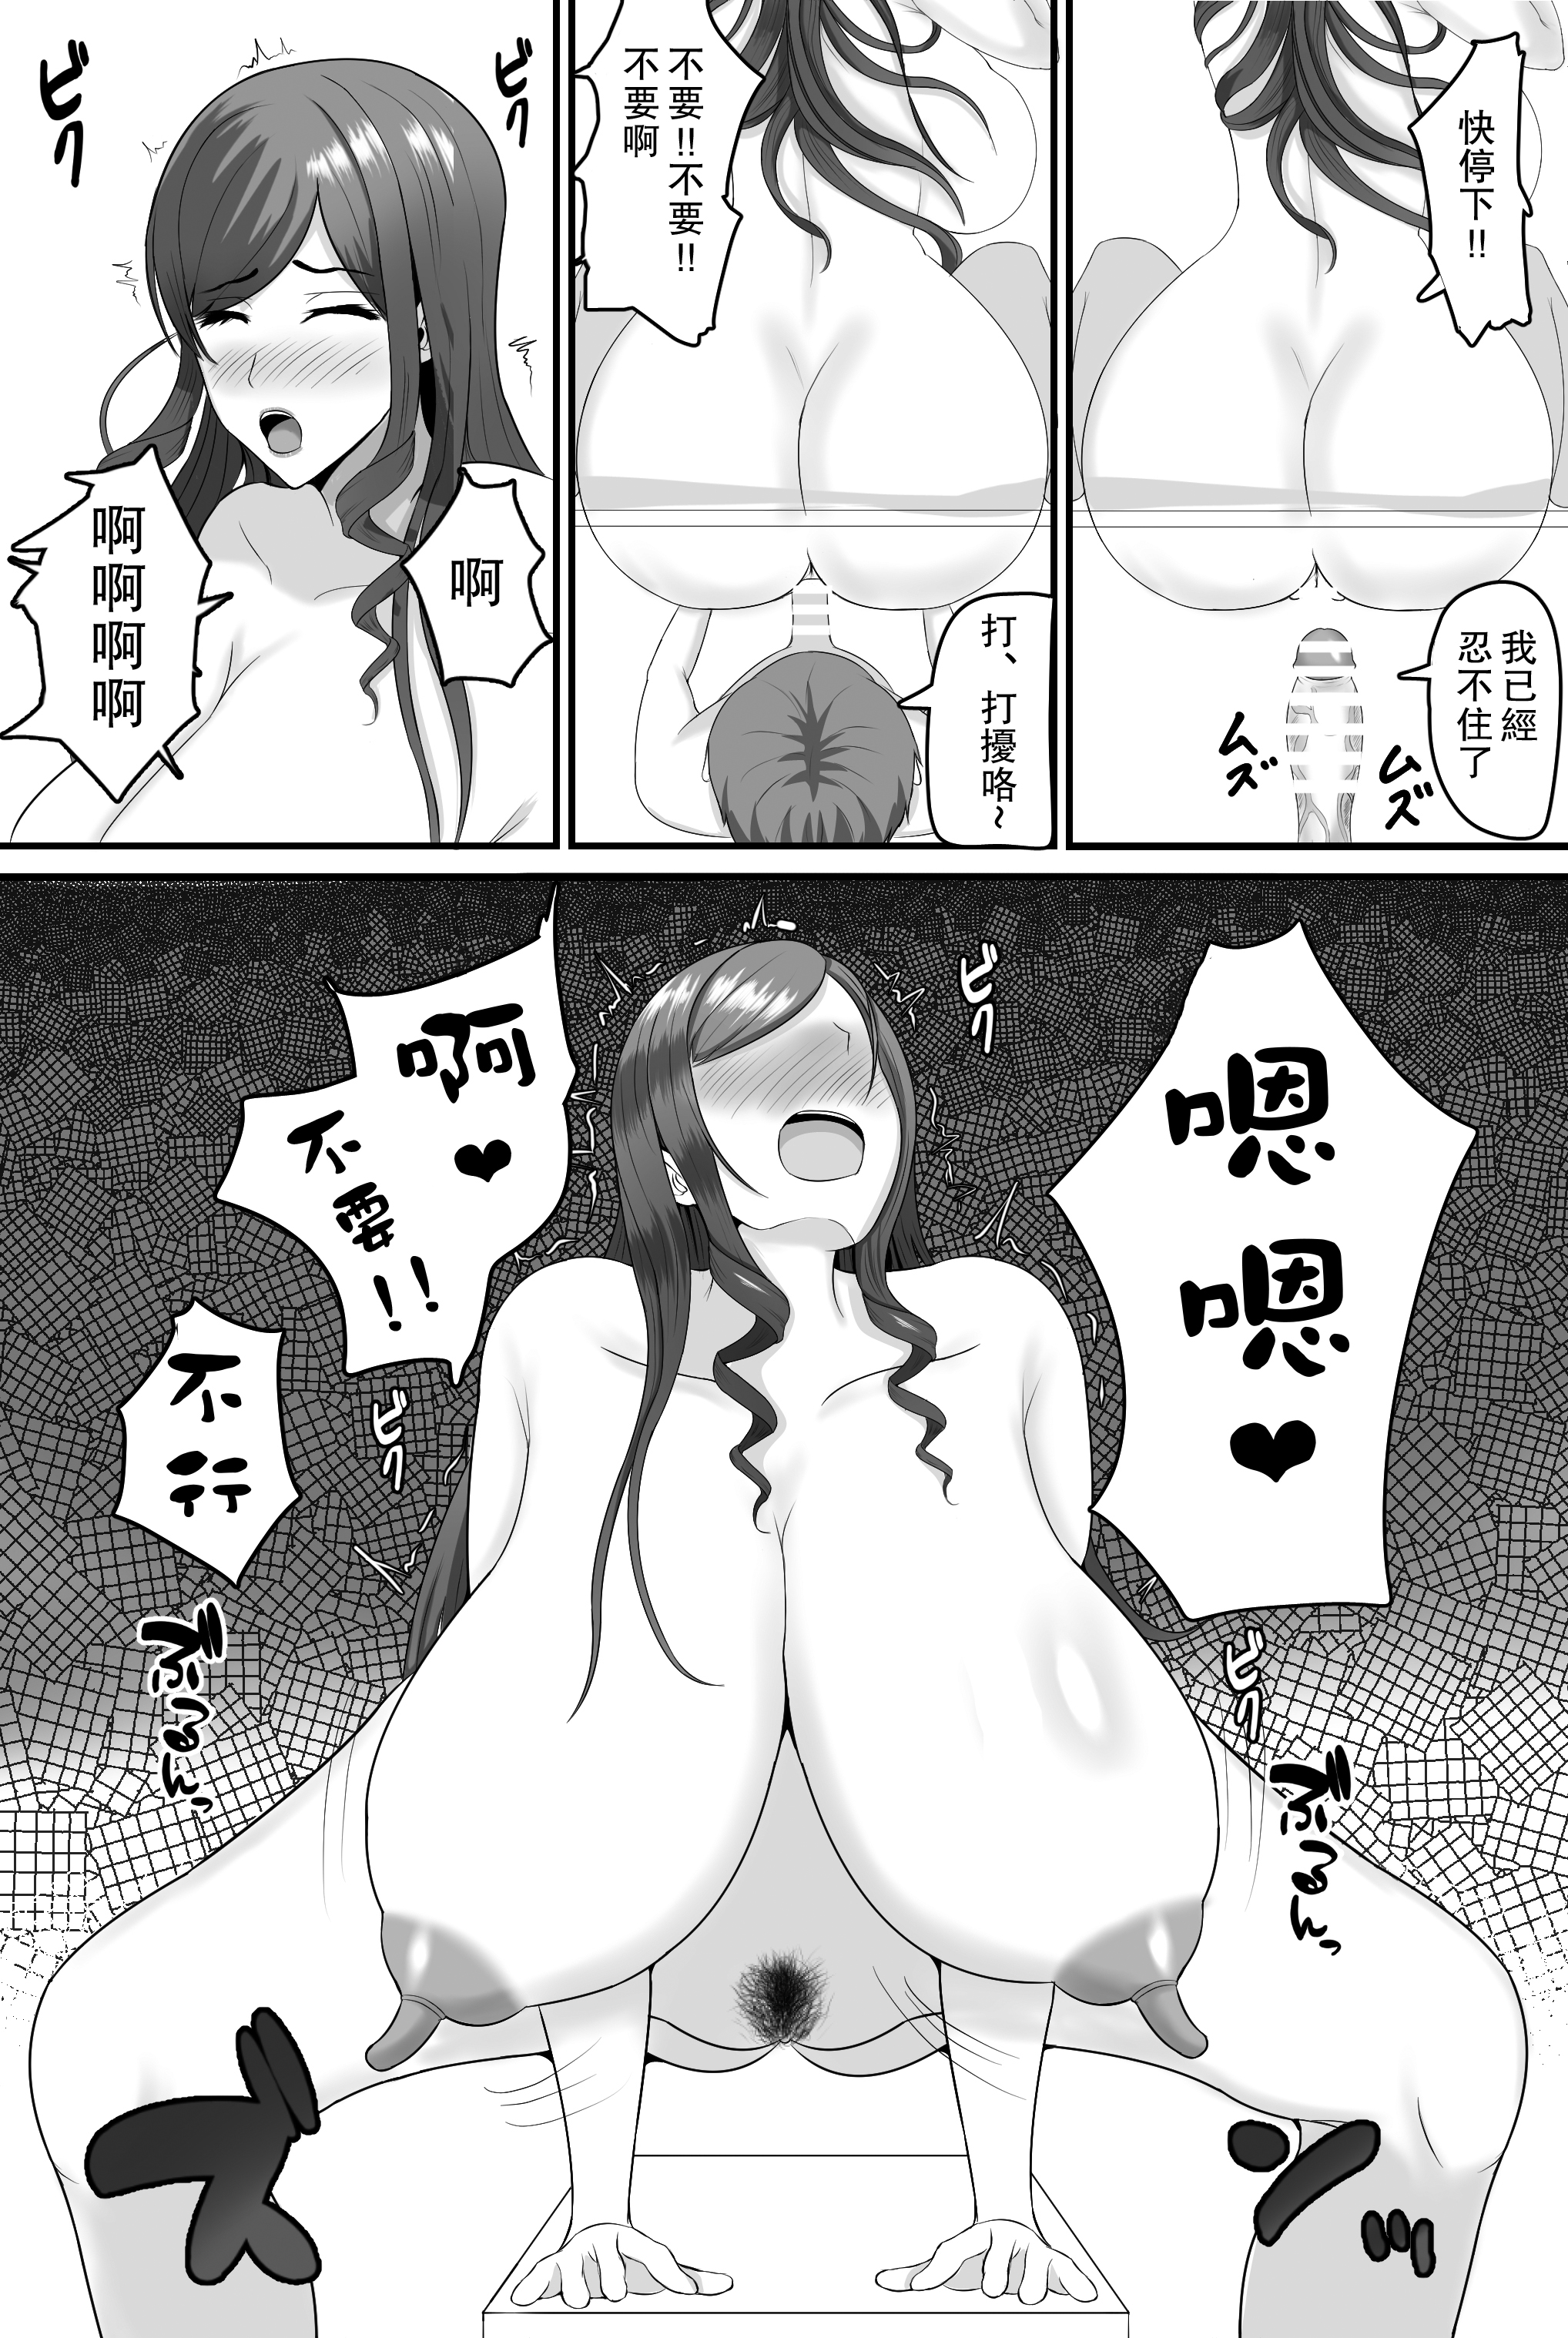 快停下!!
我已經
忍不住了
ムズ
ムズ
不要!!不要!!
不要啊
打、打擾咯~
ビク
ビク
啊
啊啊啊啊
嗯嗯❤
ビク
啊❤
不要!!
不行
ビク
ビク
ぶるんっ
ぶるんっ
ズンッ